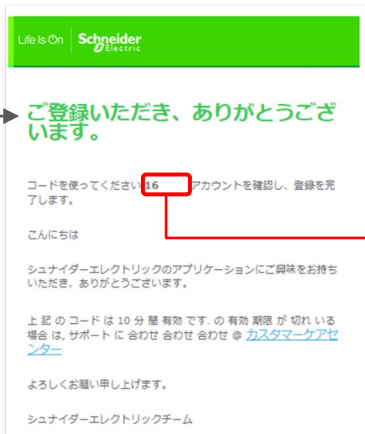 Life Is On | Schneider
Electric
ご登録いただき、ありがとうござ
います。
コードを使ってください 16 アカウントを確認し、登録を完
了します。
こんにちは
シュナイダーエレクトリックのアプリケーションにご興味をお持ち
いただき、ありがとうございます。
上記のコードは 10 分間有効です. の有効期限が切れいる
場合は, サポートに 合わせ 合わせ 合わせ @ カスタマーケアセ
ンター
よろしくお願い申し上げます。
シュナイダーエレクトリックチーム